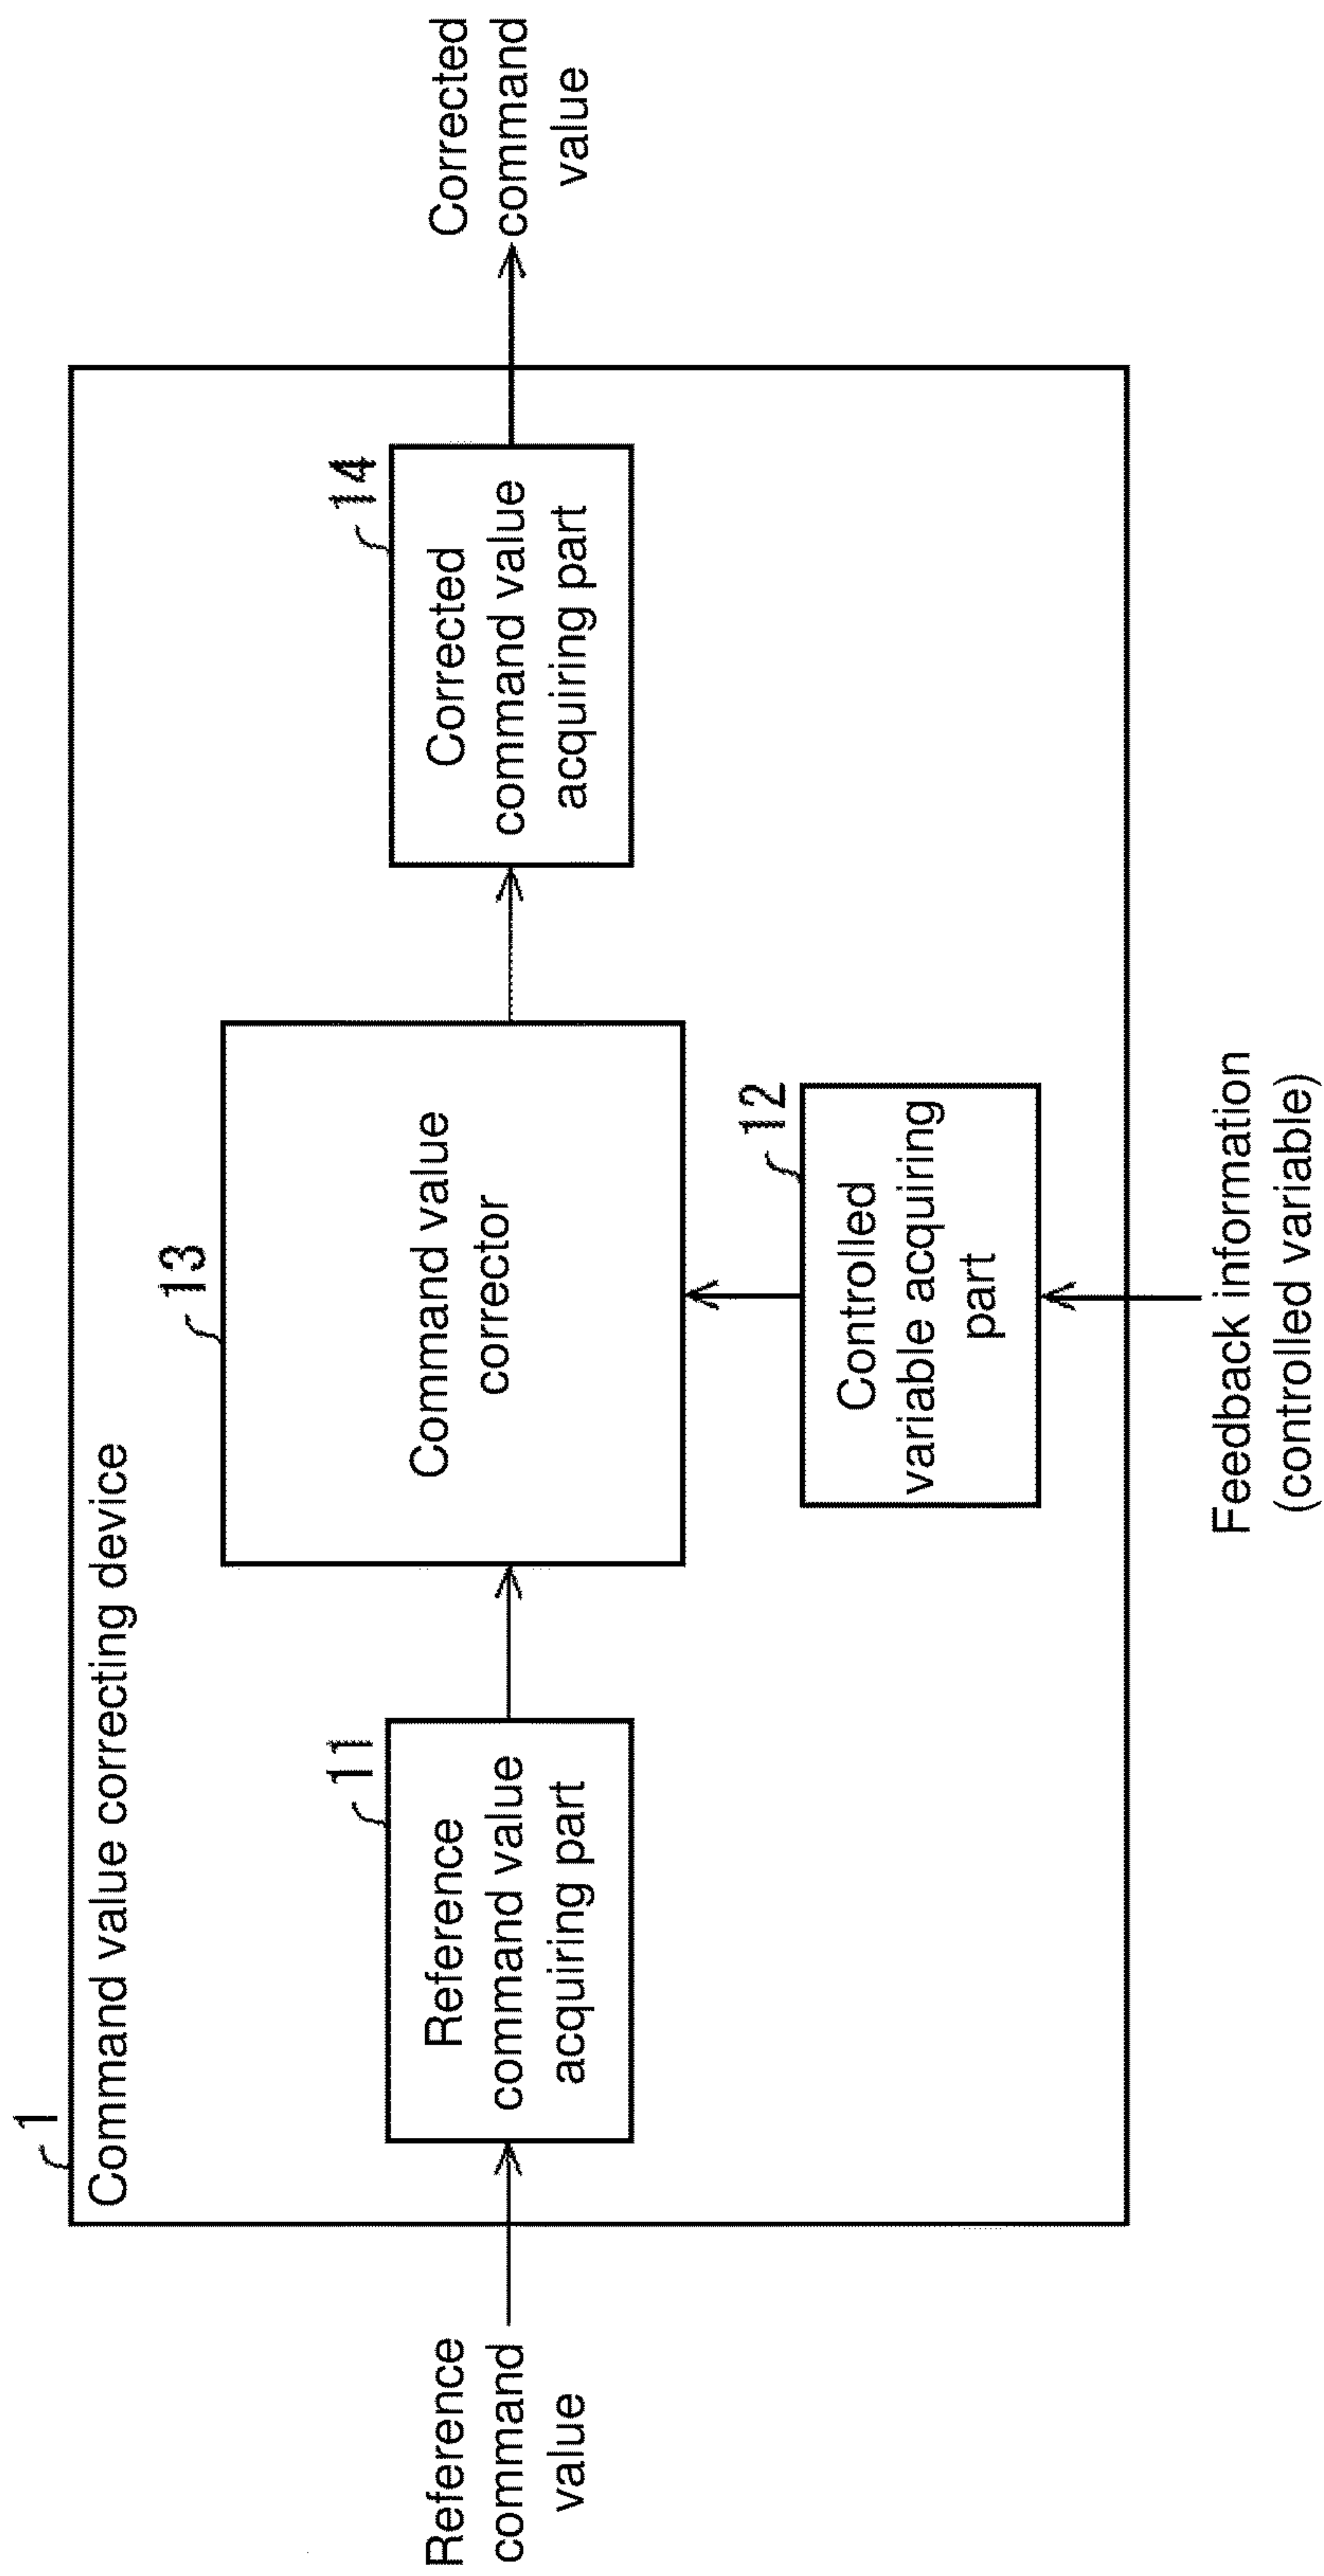 1
Command value correcting device
Reference
command
value
11
Reference
command value
acquiring part
13
Command value
corrector
12
Controlled
variable acquiring
part
Feedback information
(controlled variable)
14
Corrected
command value
acquiring part
Corrected
command
value